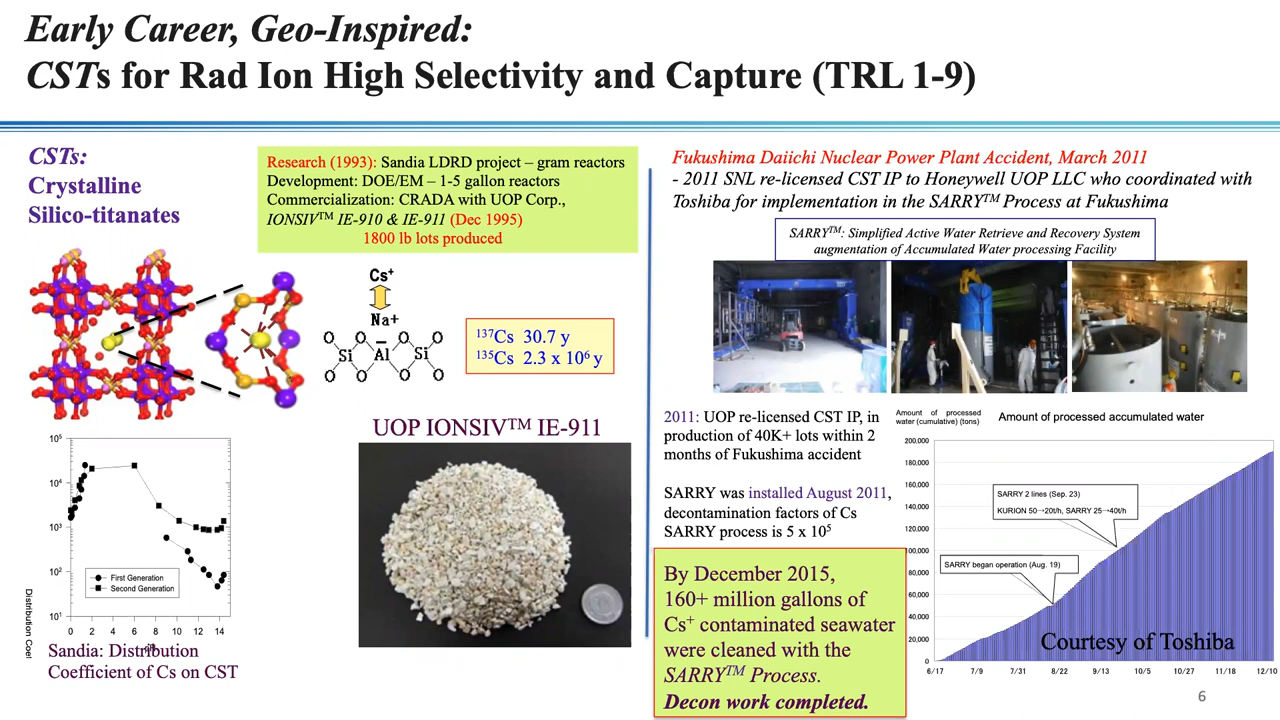 Early Career, Geo-Inspired:
CSTs for Rad Ion High Selectivity and Capture (TRL 1-9)
CSTs:
Crystalline
Silico-titanates
Research (1993): Sandia LDRD project – gram reactors
Development: DOE/EM – 1-5 gallon reactors
Commercialization: CRADA with UOP Corp.,
IONSIV™ IE-910 & IE-911 (Dec 1995)
1800 lb lots produced
Cs⁺
Na⁺
O O O O
Si Al Si
O O O O
¹³⁷Cs 30.7 y
¹³⁵Cs 2.3 x 10⁶ y
UOP IONSIV™ IE-911
10⁵
10⁴
10³
10²
10¹
First Generation
Second Generation
0 2 4 6 8 10 12 14
Distribution Coef
Sandia: Distribution
Coefficient of Cs on CST
Fukushima Daiichi Nuclear Power Plant Accident, March 2011
- 2011 SNL re-licensed CST IP to Honeywell UOP LLC who coordinated with
Toshiba for implementation in the SARRY™ Process at Fukushima
SARRY™: Simplified Active Water Retrieve and Recovery System
augmentation of Accumulated Water processing Facility
2011: UOP re-licensed CST IP, in
production of 40K+ lots within 2
months of Fukushima accident
SARRY was installed August 2011,
decontamination factors of Cs
SARRY process is 5 x 10⁵
By December 2015,
160+ million gallons of
Cs⁺ contaminated seawater
were cleaned with the
SARRY™ Process.
Decon work completed.
Amount of processed
water (cumulative) (tons)
Amount of processed accumulated water
200,000
180,000
160,000
140,000
120,000
100,000
80,000
60,000
40,000
20,000
0
SARRY 2 lines (Sep. 23)
KURION 50→20t/h, SARRY 25→40t/h
SARRY began operation (Aug. 19)
Courtesy of Toshiba
6/17 7/9 7/31 8/22 9/13 10/5 10/27 11/18 12/10
6